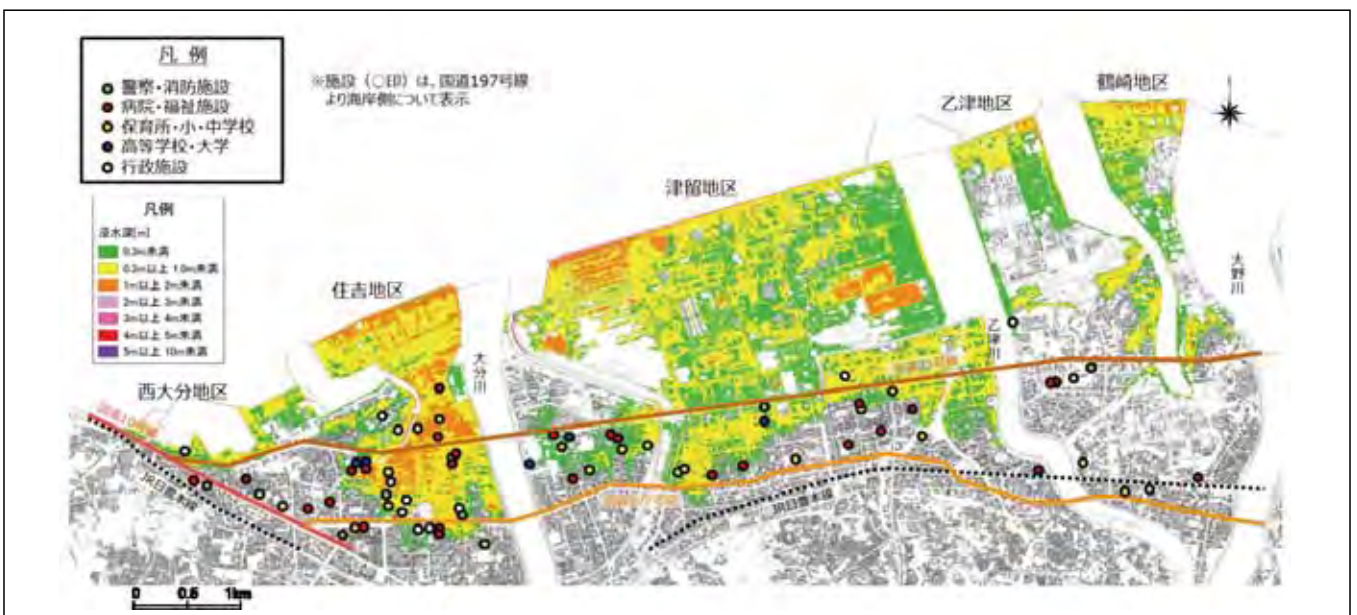 凡 例
警察・消防施設
病院・福祉施設
保育所・小・中学校
高等学校・大学
行政施設
※施設（○印）は、国道197号線
より海岸側について表示
凡例
浸水深[m]
0.3m未満
0.3m以上 1.0m未満
1m以上 2m未満
2m以上 3m未満
3m以上 4m未満
4m以上 5m未満
5m以上 10m未満
鶴崎地区
乙津地区
津留地区
住吉地区
西大分地区
大野川
乙津川
大分川
JR日豊本線
JR日豊本線
0 0.5 1km